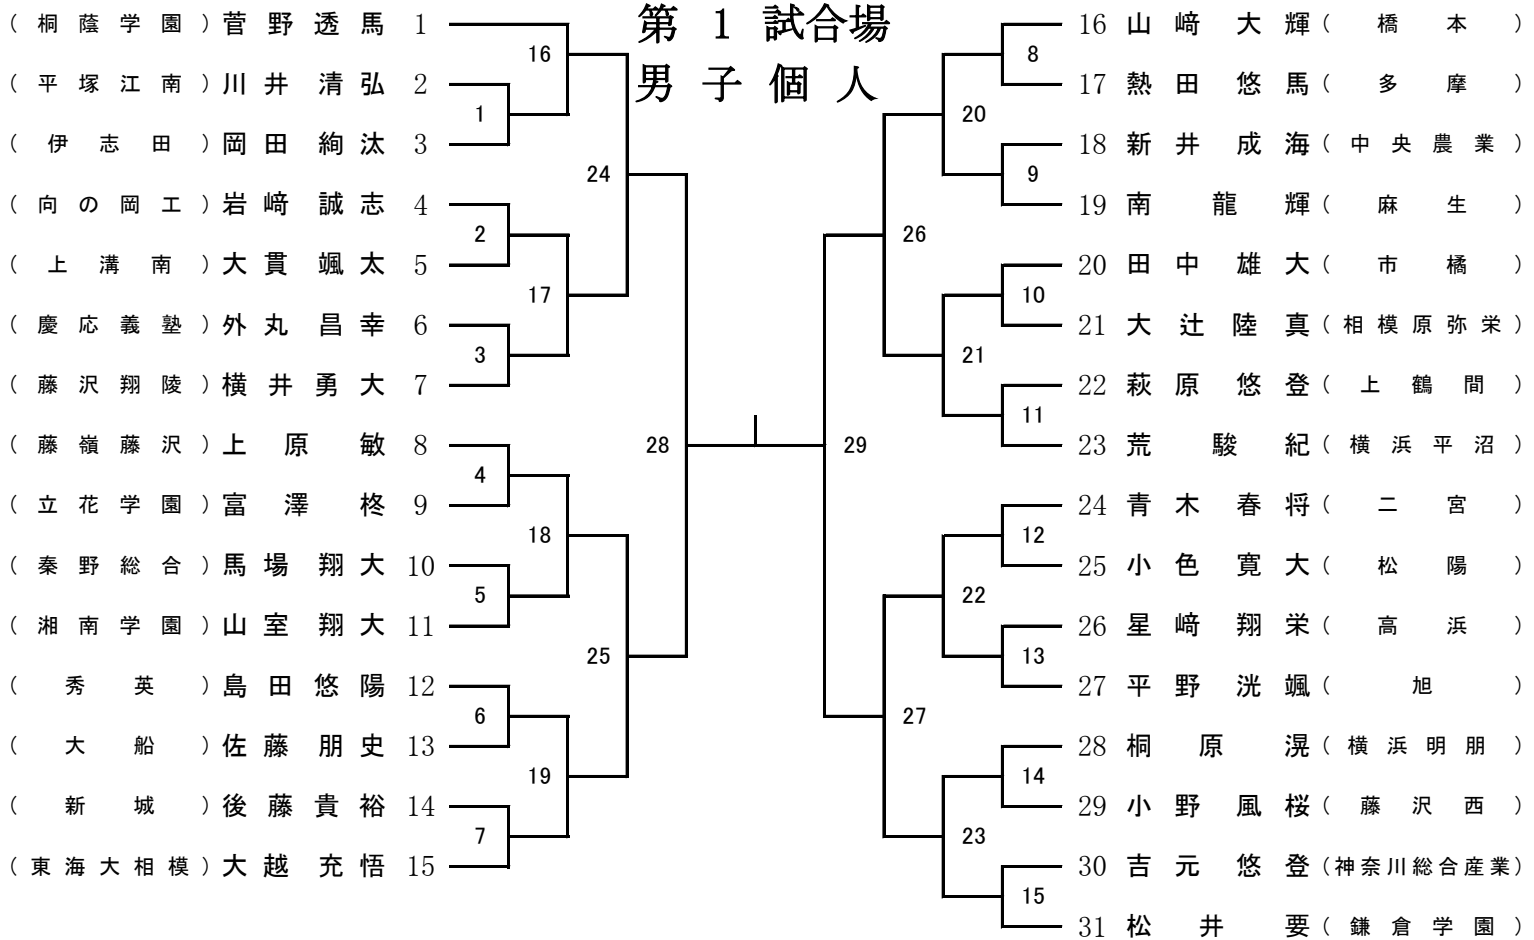 第 1 試合場
男子個人
(桐蔭学園) 菅野透馬 1
(平塚江南) 川井清弘 2
(伊志田) 岡田絢汰 3
(向の岡工) 岩﨑誠志 4
(上溝南) 大貫颯太 5
(慶応義塾) 外丸昌幸 6
(藤沢翔陵) 横井勇大 7
(藤嶺藤沢) 上原敏 8
(立花学園) 富澤柊 9
(秦野総合) 馬場翔大 10
(湘南学園) 山室翔大 11
(秀英) 島田悠陽 12
(大船) 佐藤朋史 13
(新城) 後藤貴裕 14
(東海大相模) 大越充悟 15
1
2
3
4
5
6
7
16
17
18
19
24
25
28
29
26
27
20
21
22
23
8
9
10
11
12
13
14
15
16 山﨑大輝 (橋本)
17 熱田悠馬 (多摩)
18 新井成海 (中央農業)
19 南龍輝 (麻生)
20 田中雄大 (市橘)
21 大辻陸真 (相模原弥栄)
22 萩原悠登 (上鶴間)
23 荒駿紀 (横浜平沼)
24 青木春将 (二宮)
25 小色寛大 (松陽)
26 星﨑翔栄 (高浜)
27 平野洸颯 (旭)
28 桐原滉 (横浜明朋)
29 小野風桜 (藤沢西)
30 吉元悠登 (神奈川総合産業)
31 松井要 (鎌倉学園)